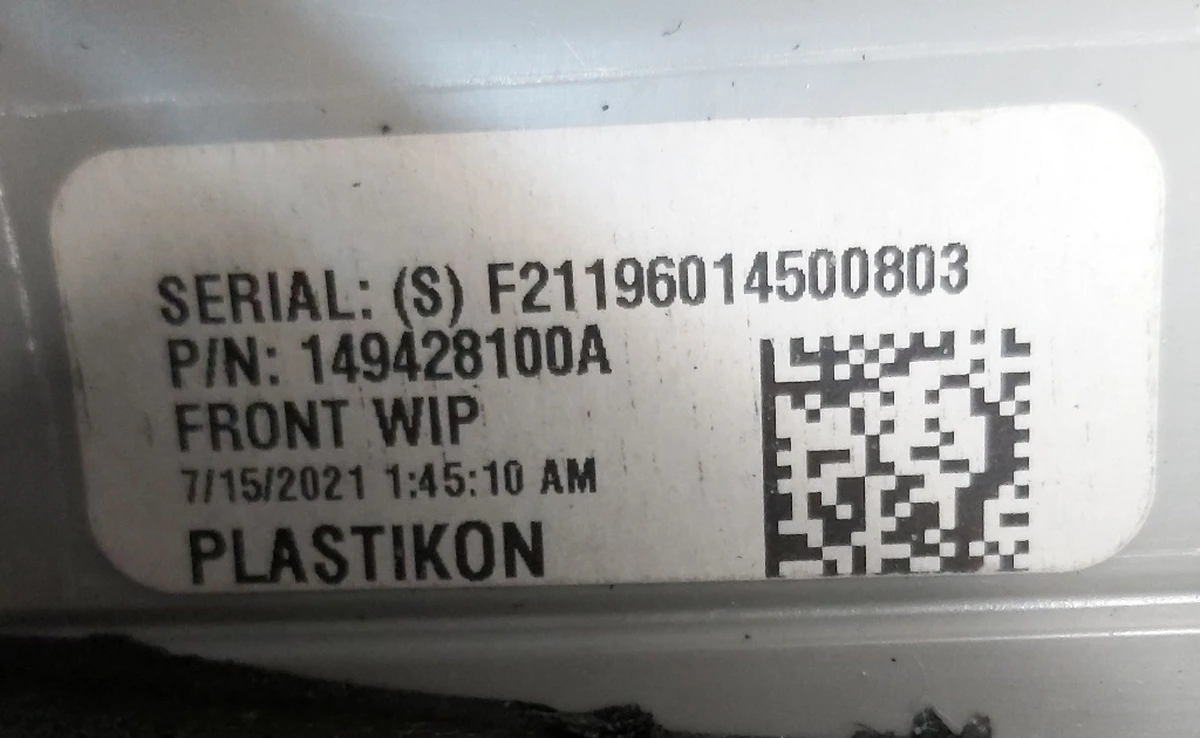 SERIAL: (S) F21196014500803
P/N: 149428100A
FRONT WIP
7/15/2021 1:45:10 AM
PLASTIKON